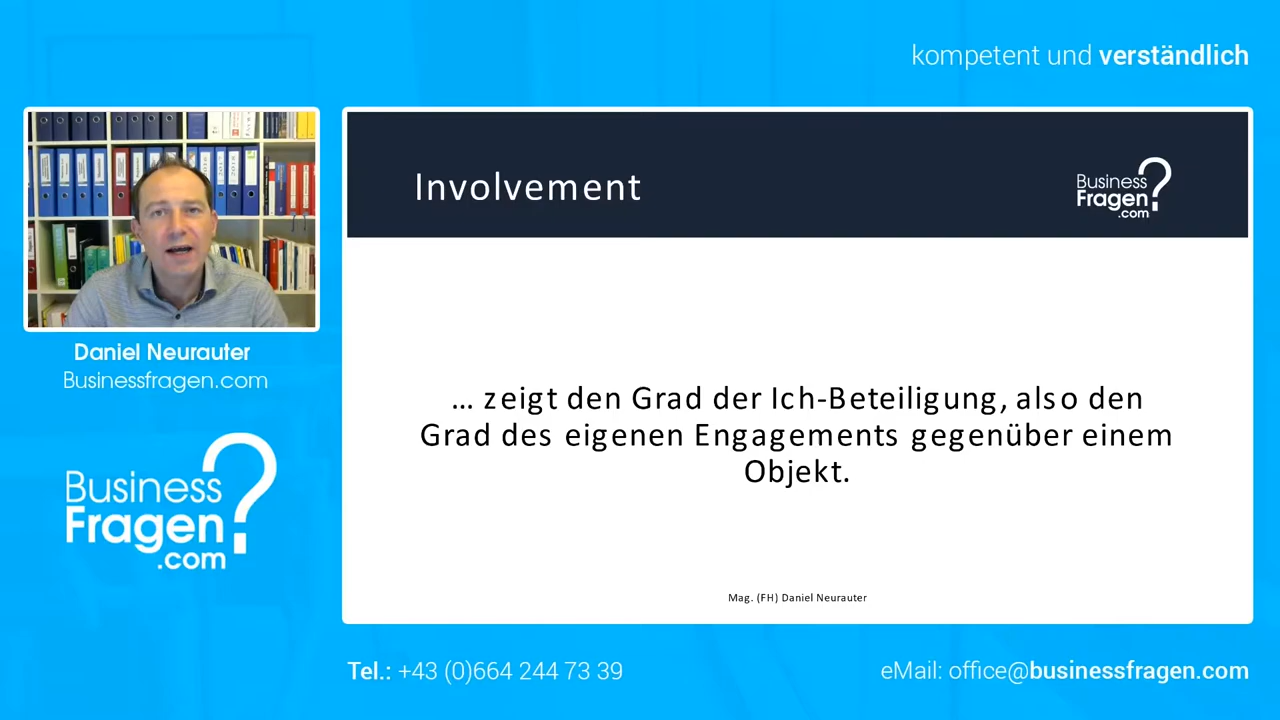 kompetent und verständlich
Involvement
Business
Fragen
.com
… zeigt den Grad der Ich-Beteiligung, also den
Grad des eigenen Engagements gegenüber einem
Objekt.
Mag. (FH) Daniel Neurauter
Daniel Neurauter
Businessfragen.com
Business
Fragen
.com
?
Tel.: +43 (0)664 244 73 39
eMail: office@businessfragen.com